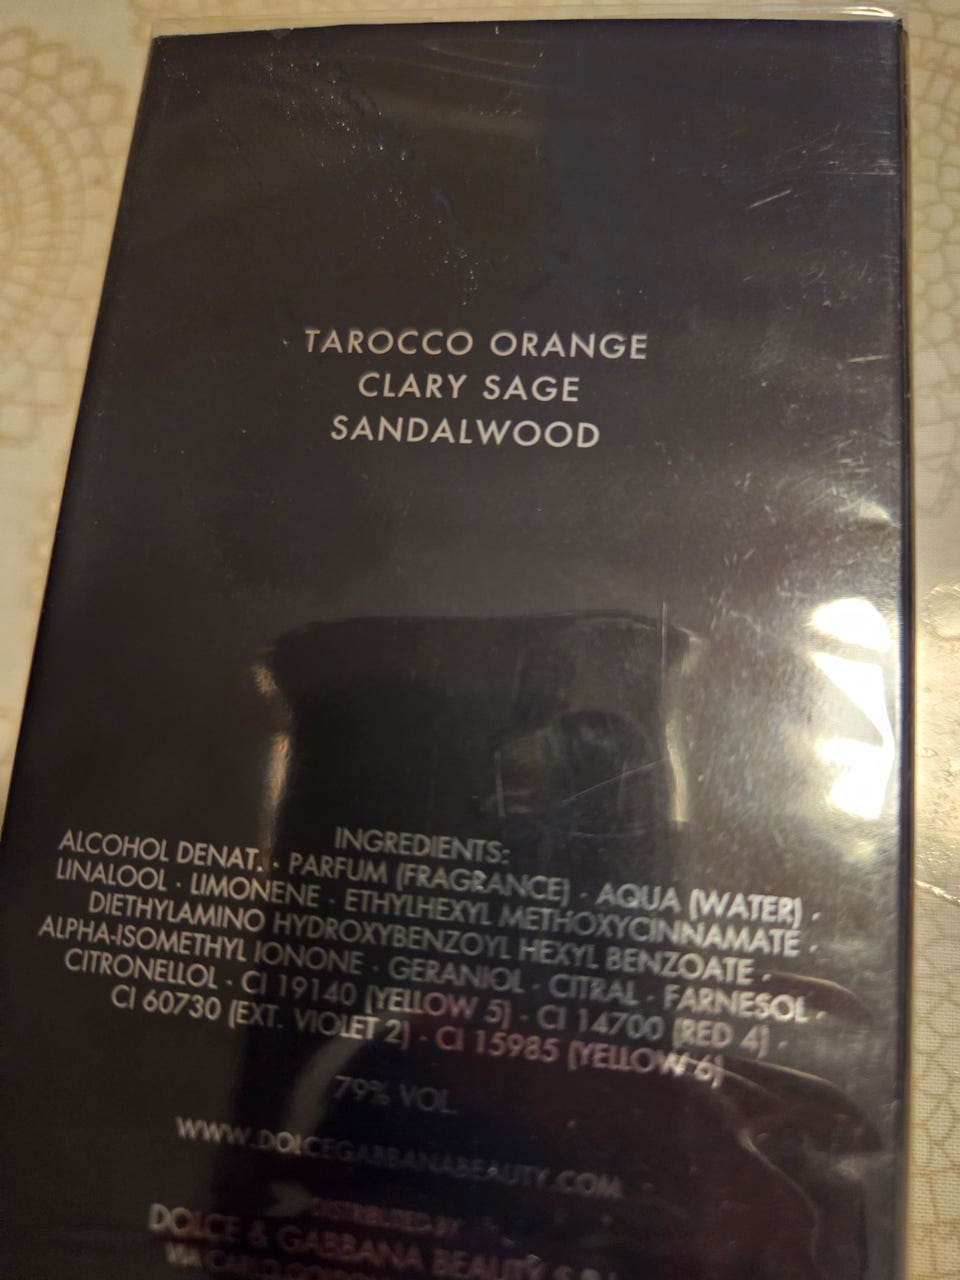 TAROCCO ORANGE
CLARY SAGE
SANDALWOOD
INGREDIENTS:
ALCOHOL DENAT. · PARFUM (FRAGRANCE) · AQUA (WATER) ·
LINALOOL · LIMONENE · ETHYLHEXYL METHOXYCINNAMATE ·
DIETHYLAMINO HYDROXYBENZOYL HEXYL BENZOATE ·
ALPHA-ISOMETHYL IONONE · GERANIOL · CITRAL · FARNESOL ·
CITRONELLOL · CI 19140 (YELLOW 5) · CI 14700 (RED 4) ·
CI 60730 (EXT. VIOLET 2) · CI 15985 (YELLOW 6)
79% VOL
WWW.DOLCEGABBANABEAUTY.COM
DISTRIBUTED BY
DOLCE & GABBANA BEAUTY S.R.L.
VIA CARLO